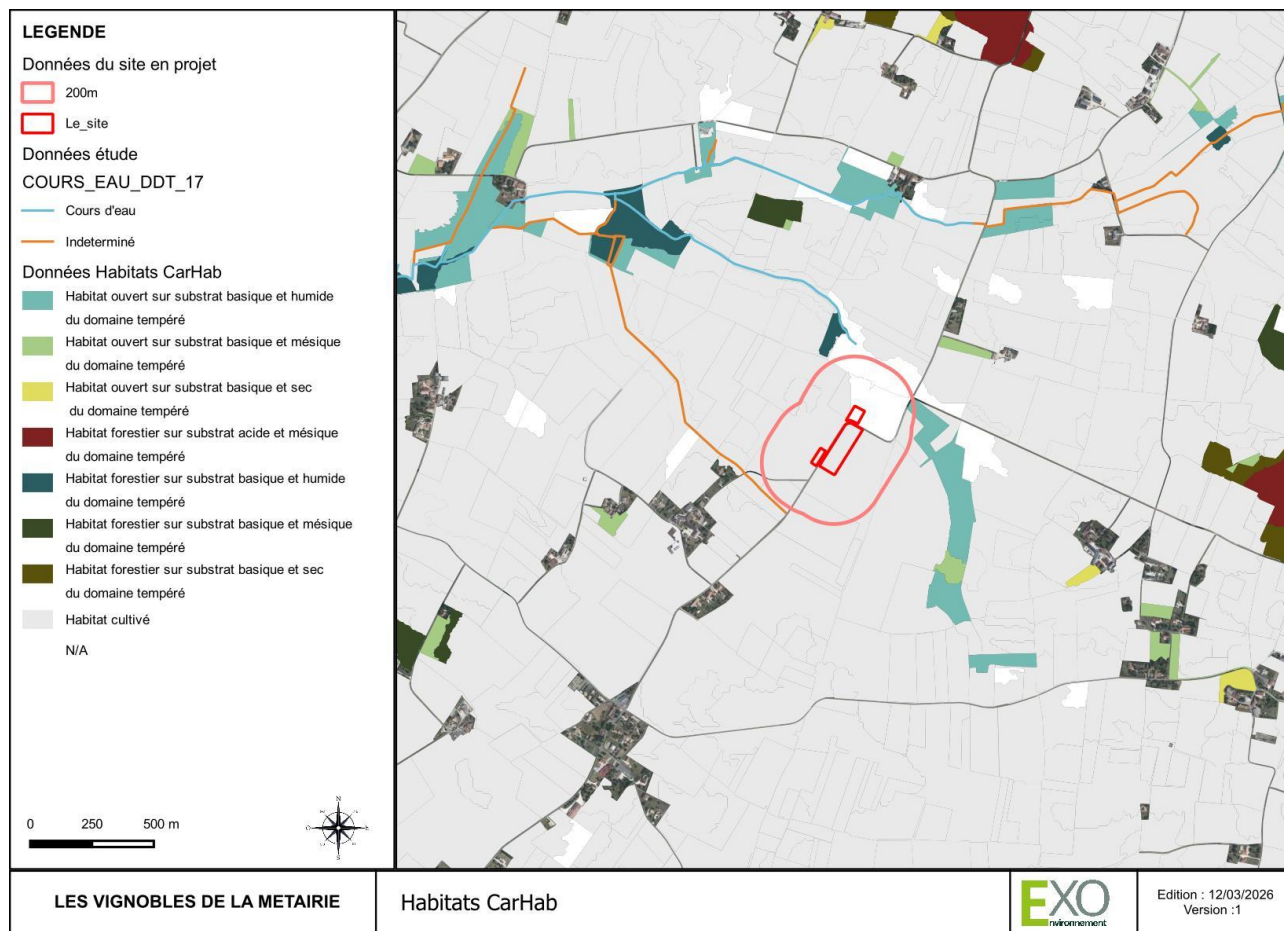 LEGENDE
Données du site en projet
200m
Le_site
Données étude
COURS_EAU_DDT_17
Cours d'eau
Indeterminé
Données Habitats CarHab
Habitat ouvert sur substrat basique et humide
du domaine tempéré
Habitat ouvert sur substrat basique et mésique
du domaine tempéré
Habitat ouvert sur substrat basique et sec
du domaine tempéré
Habitat forestier sur substrat acide et mésique
du domaine tempéré
Habitat forestier sur substrat basique et humide
du domaine tempéré
Habitat forestier sur substrat basique et mésique
du domaine tempéré
Habitat forestier sur substrat basique et sec
du domaine tempéré
Habitat cultivé
N/A
0 250 500 m
N
O E
S
LES VIGNOBLES DE LA METAIRIE
Habitats CarHab
EXO
nvironnement
Edition : 12/03/2026
Version :1